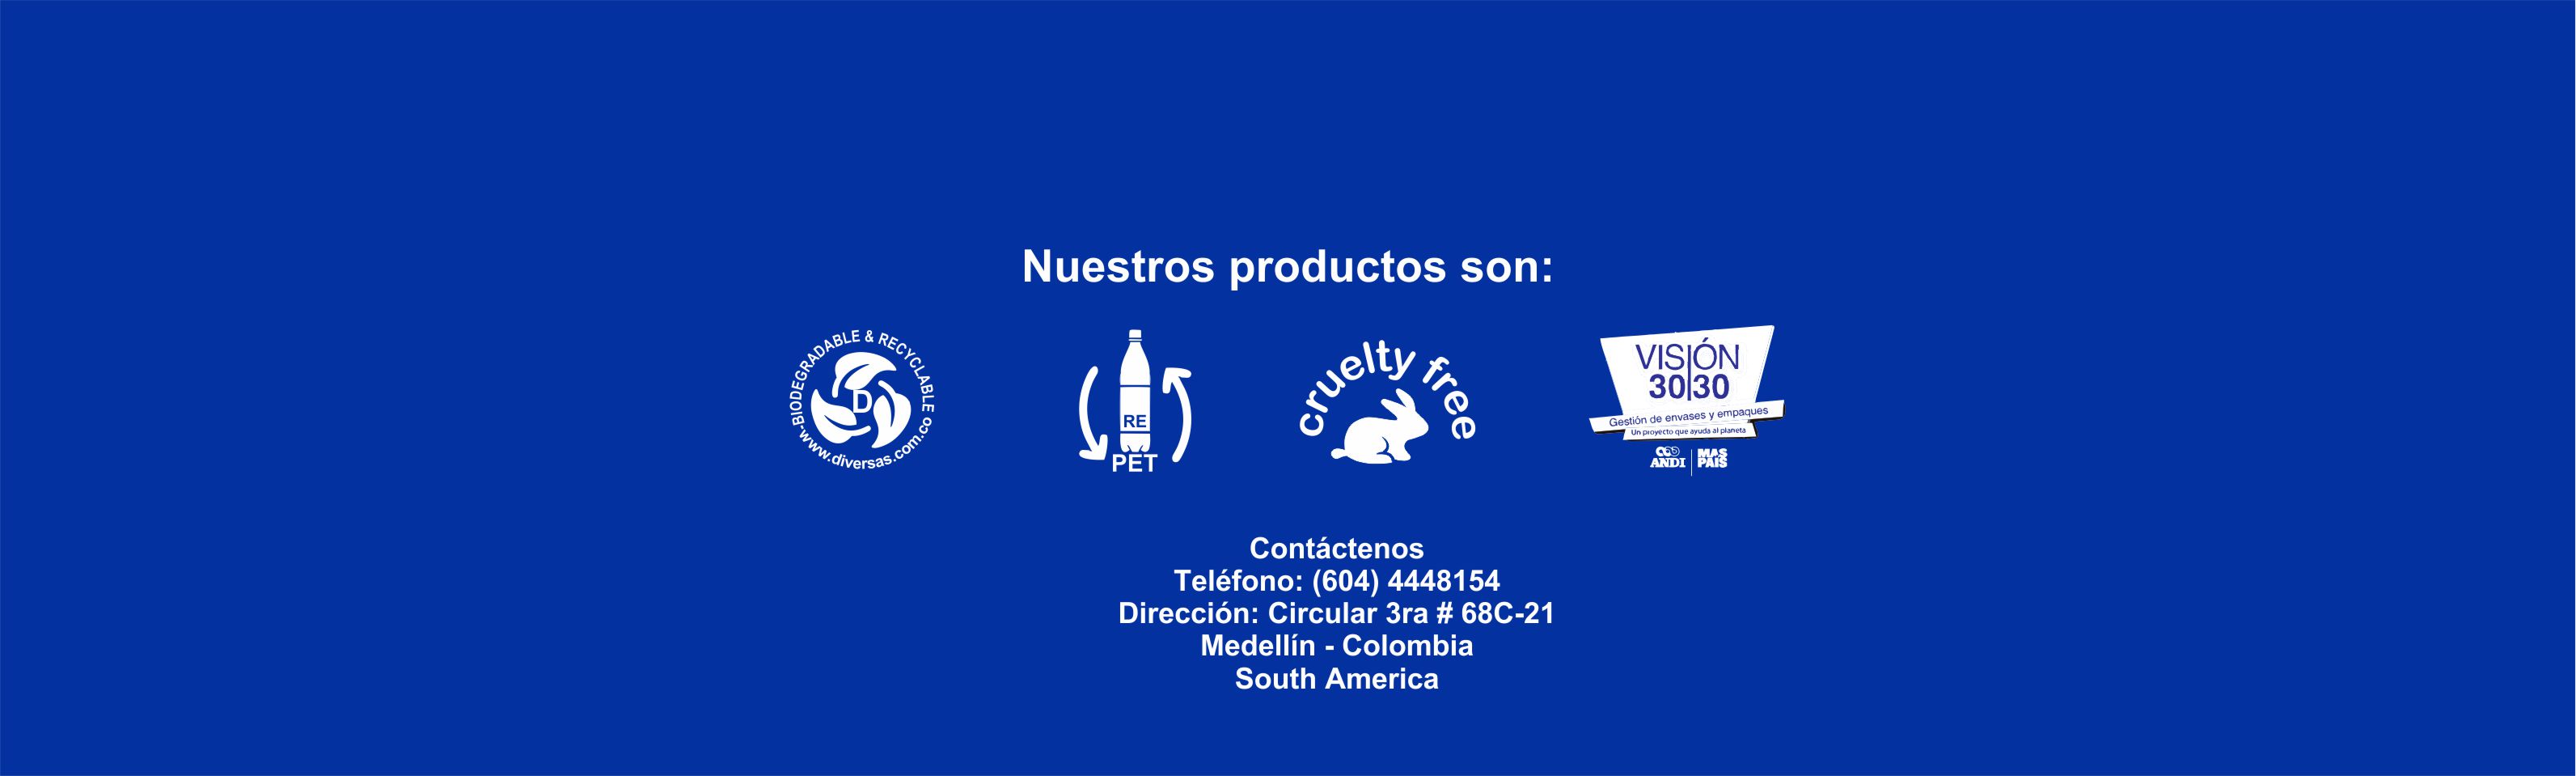 Nuestros productos son:
BIODEGRADABLE & RECYCLABLE
-www.diversas.com.co
D
RE
PET
cruelty free
VISIÓN
30|30
Gestión de envases y empaques
Un proyecto que ayuda al planeta
ANDI
MAS
PAIS
Contáctenos
Teléfono: (604) 4448154
Dirección: Circular 3ra # 68C-21
Medellín - Colombia
South America